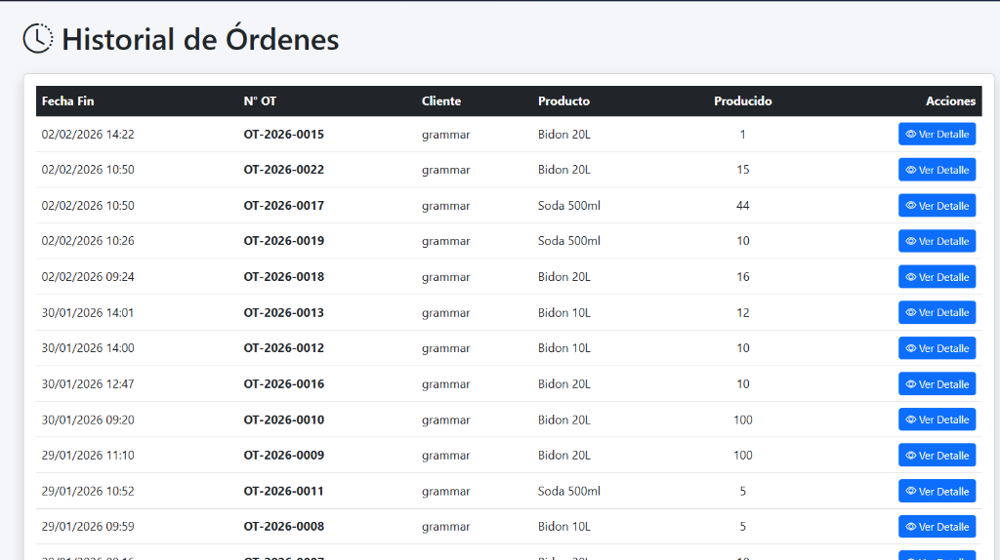 Historial de Órdenes
Fecha Fin N° OT Cliente Producto Producido Acciones
02/02/2026 14:22 OT-2026-0015 grammar Bidon 20L 1 Ver Detalle
02/02/2026 10:50 OT-2026-0022 grammar Bidon 20L 15 Ver Detalle
02/02/2026 10:50 OT-2026-0017 grammar Soda 500ml 44 Ver Detalle
02/02/2026 10:26 OT-2026-0019 grammar Soda 500ml 10 Ver Detalle
02/02/2026 09:24 OT-2026-0018 grammar Bidon 20L 16 Ver Detalle
30/01/2026 14:01 OT-2026-0013 grammar Bidon 10L 12 Ver Detalle
30/01/2026 14:00 OT-2026-0012 grammar Bidon 10L 10 Ver Detalle
30/01/2026 12:47 OT-2026-0016 grammar Bidon 20L 10 Ver Detalle
30/01/2026 09:20 OT-2026-0010 grammar Bidon 20L 100 Ver Detalle
29/01/2026 11:10 OT-2026-0009 grammar Bidon 20L 100 Ver Detalle
29/01/2026 10:52 OT-2026-0011 grammar Soda 500ml 5 Ver Detalle
29/01/2026 09:59 OT-2026-0008 grammar Bidon 10L 5 Ver Detalle